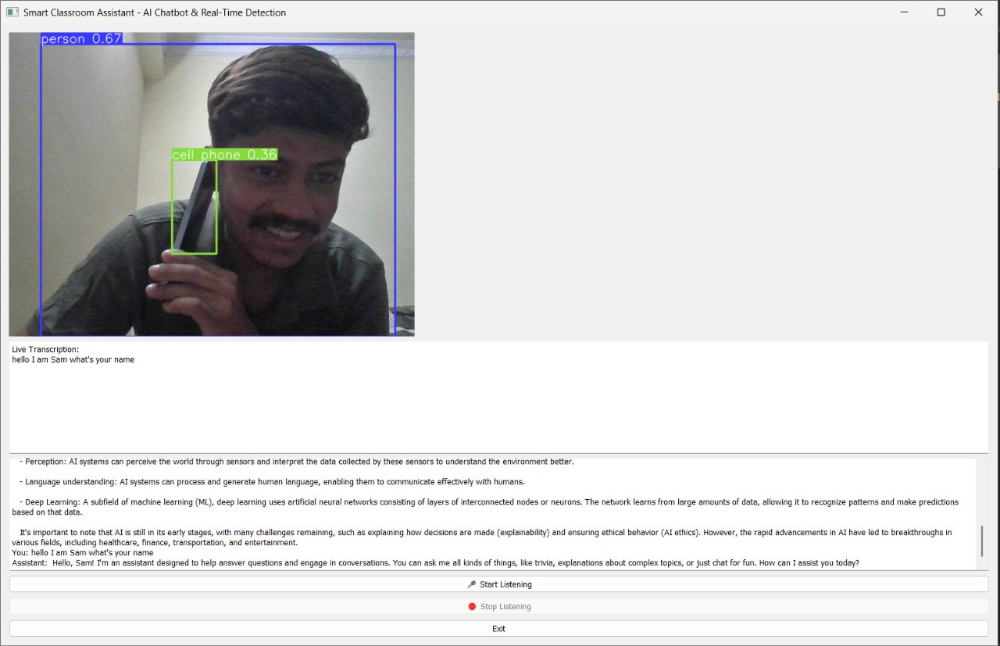 Smart Classroom Assistant - AI Chatbot & Real-Time Detection
person 0.67
cell phone 0.36
Live Transcription:
hello I am Sam what's your name
- Perception: AI systems can perceive the world through sensors and interpret the data collected by these sensors to understand the environment better.
- Language understanding: AI systems can process and generate human language, enabling them to communicate effectively with humans.
- Deep Learning: A subfield of machine learning (ML), deep learning uses artificial neural networks consisting of layers of interconnected nodes or neurons. The network learns from large amounts of data, allowing it to recognize patterns and make predictions
based on that data.
It's important to note that AI is still in its early stages, with many challenges remaining, such as explaining how decisions are made (explainability) and ensuring ethical behavior (AI ethics). However, the rapid advancements in AI have led to breakthroughs in
various fields, including healthcare, finance, transportation, and entertainment.
You: hello I am Sam what's your name
Assistant:  Hello, Sam! I'm an assistant designed to help answer questions and engage in conversations. You can ask me all kinds of things, like trivia, explanations about complex topics, or just chat for fun. How can I assist you today?
Start Listening
Stop Listening
Exit